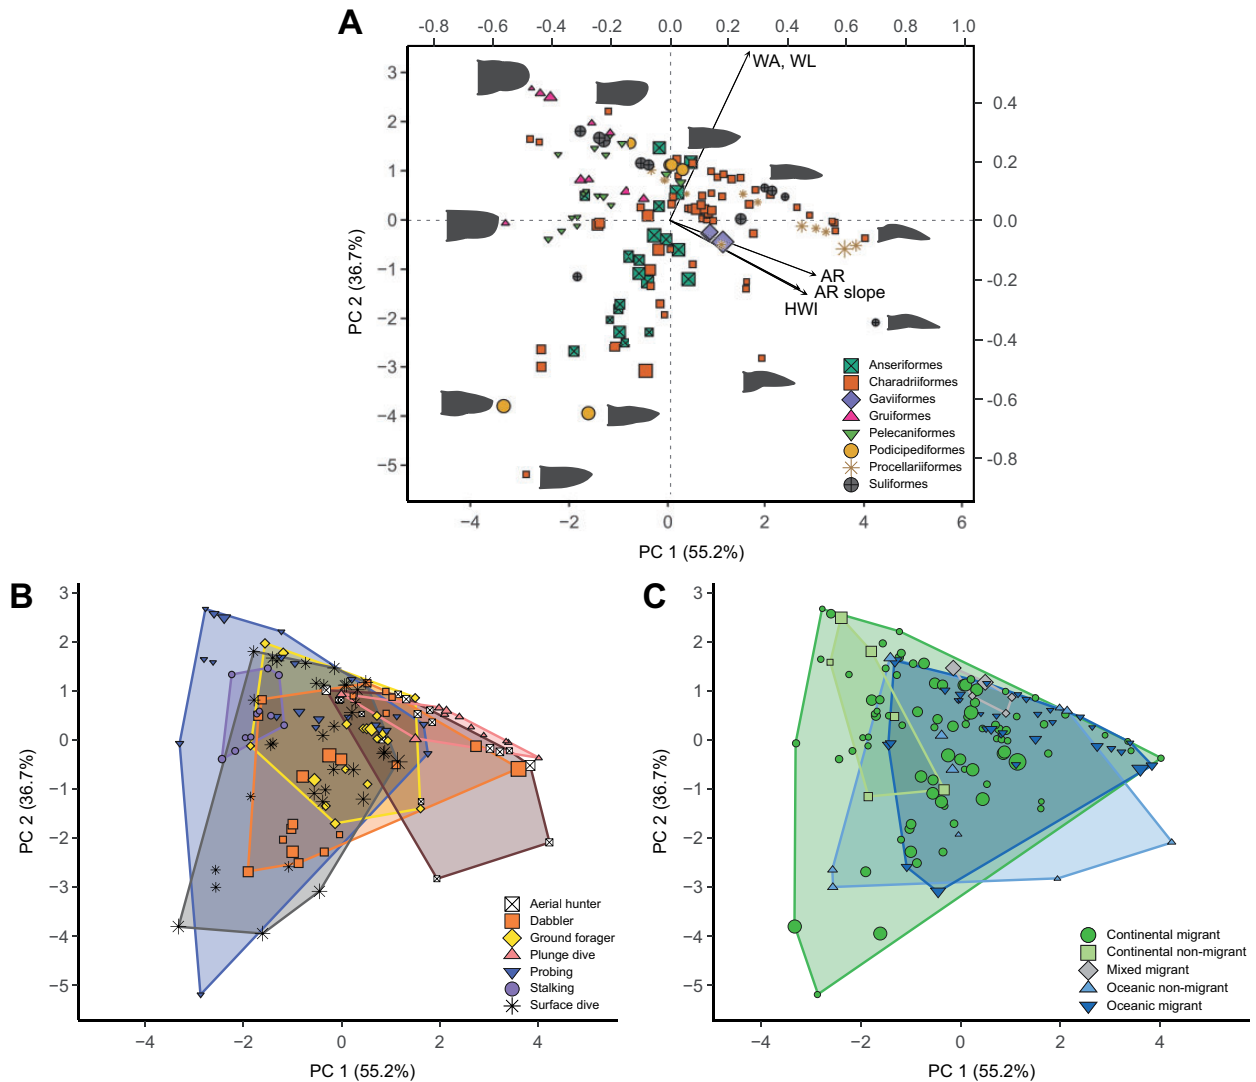 A
-0.8 -0.6 -0.4 -0.2 0.0 0.2 0.4 0.6 0.8 1.0
WA, WL
3
2
1
0
−1
−2
−3
−4
−5
PC 2 (36.7%)
0.4
0.2
0.0
-0.2
-0.4
-0.6
-0.8
AR
AR slope
HWI
Anseriformes
Charadriiformes
Gaviiformes
Gruiformes
Pelecaniformes
Podicipediformes
Procellariiformes
Suliformes
−4 −2 0 2 4 6
PC 1 (55.2%)
B
3
2
1
0
−1
−2
−3
−4
−5
PC 2 (36.7%)
Aerial hunter
Dabbler
Ground forager
Plunge dive
Probing
Stalking
Surface dive
−4 −2 0 2 4
PC 1 (55.2%)
C
3
2
1
0
−1
−2
−3
−4
−5
PC 2 (36.7%)
Continental migrant
Continental non-migrant
Mixed migrant
Oceanic non-migrant
Oceanic migrant
−4 −2 0 2 4
PC 1 (55.2%)